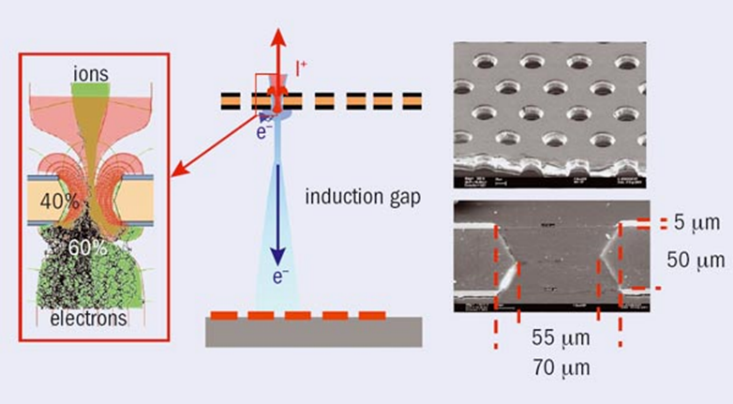 ions
40%
60%
electrons
I⁺
e⁻
induction gap
e⁻
5 μm
50 μm
55 μm
70 μm